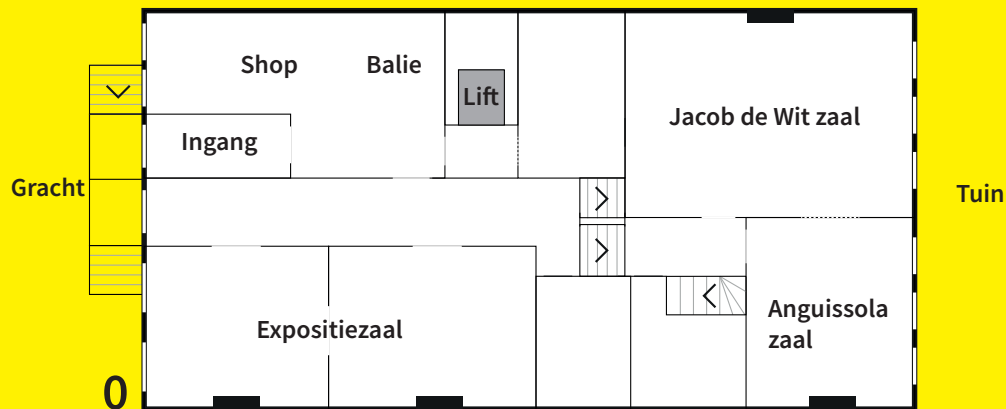 Shop
Balie
Lift
Jacob de Wit zaal
Ingang
Gracht
Tuin
Anguissola
zaal
Expositiezaal
0